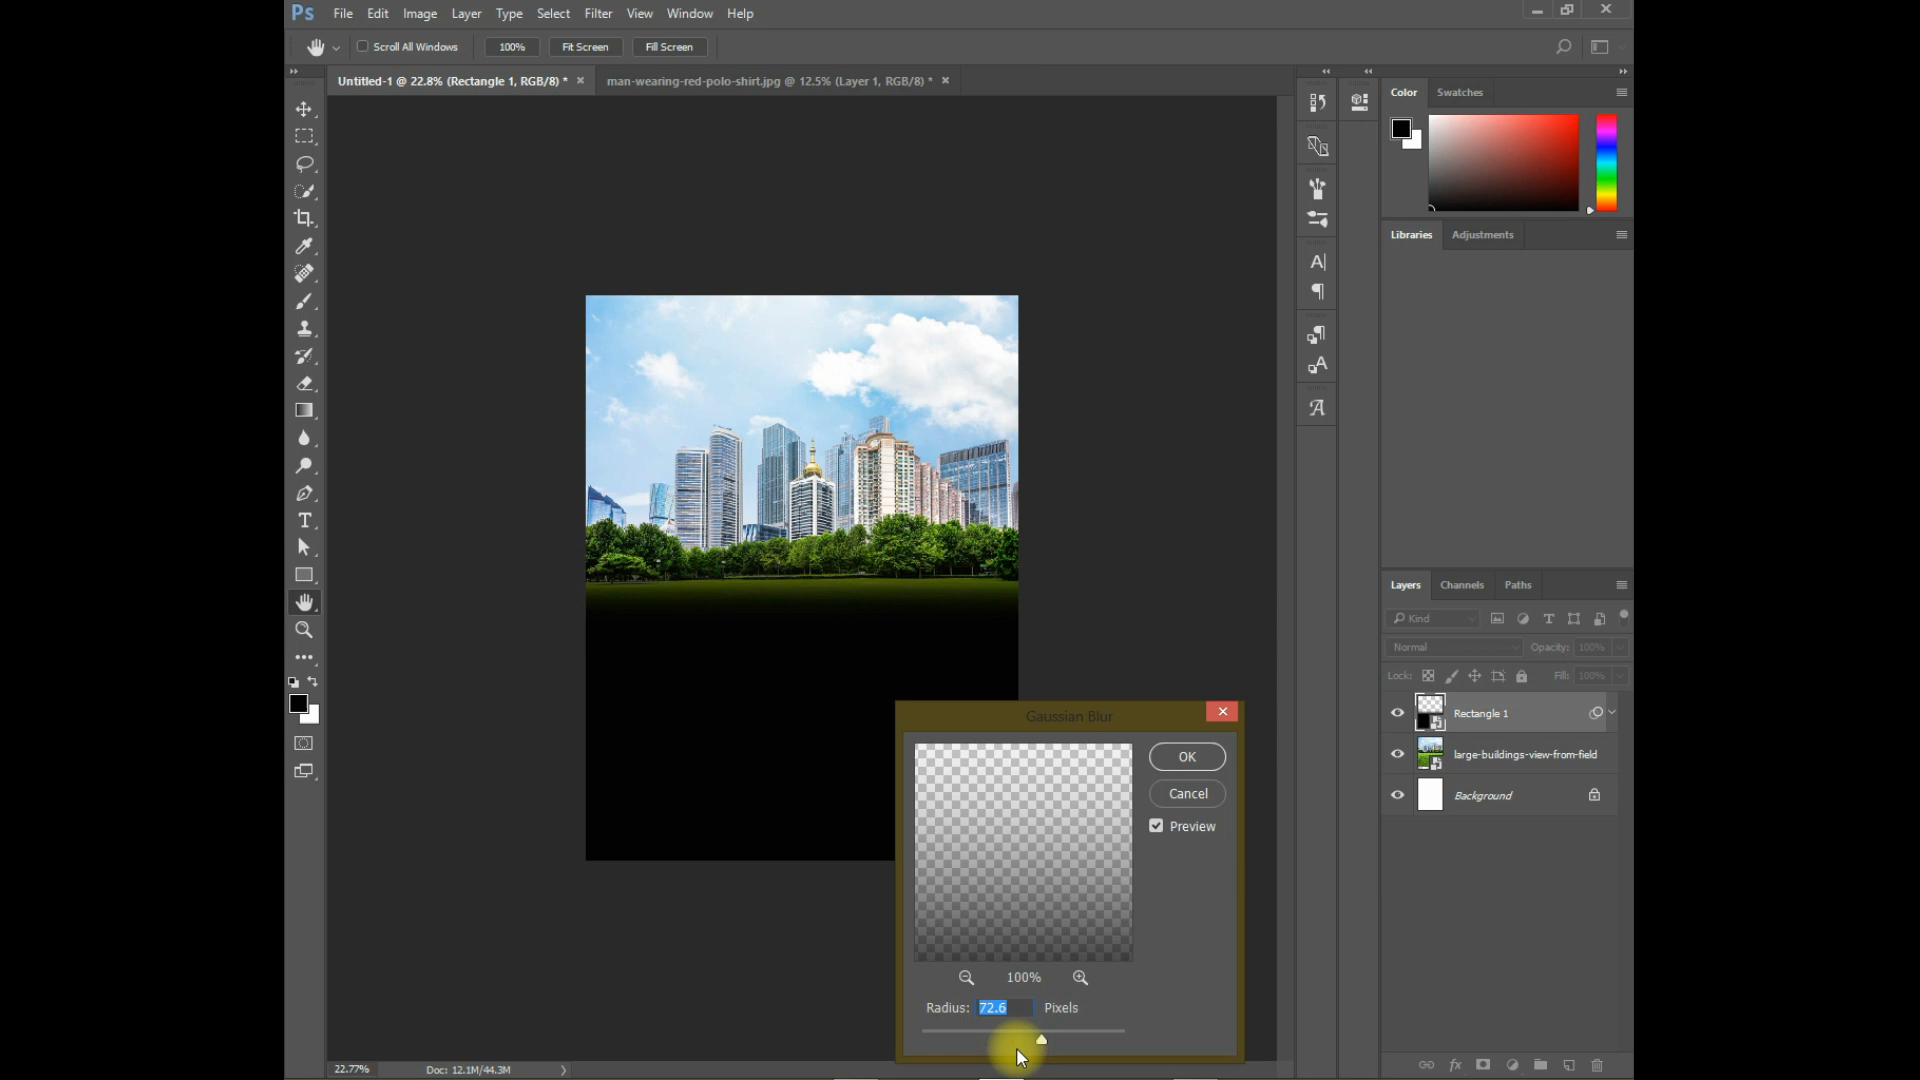 Ps File Edit Image Layer Type Select Filter View Window Help
Scroll All Windows 100% Fit Screen Fill Screen
Untitled-1 @ 22.8% (Rectangle 1, RGB/8) * man-wearing-red-polo-shirt.jpg @ 12.5% (Layer 1, RGB/8) *
Color Swatches
Libraries Adjustments
Layers Channels Paths
Kind
Normal Opacity: 100%
Lock: Fill: 100%
Rectangle 1
large-buildings-view-from-field
Background
Gaussian Blur
OK
Cancel
Preview
100%
Radius: 72.6 Pixels
22.77% Doc: 12.1M/44.3M